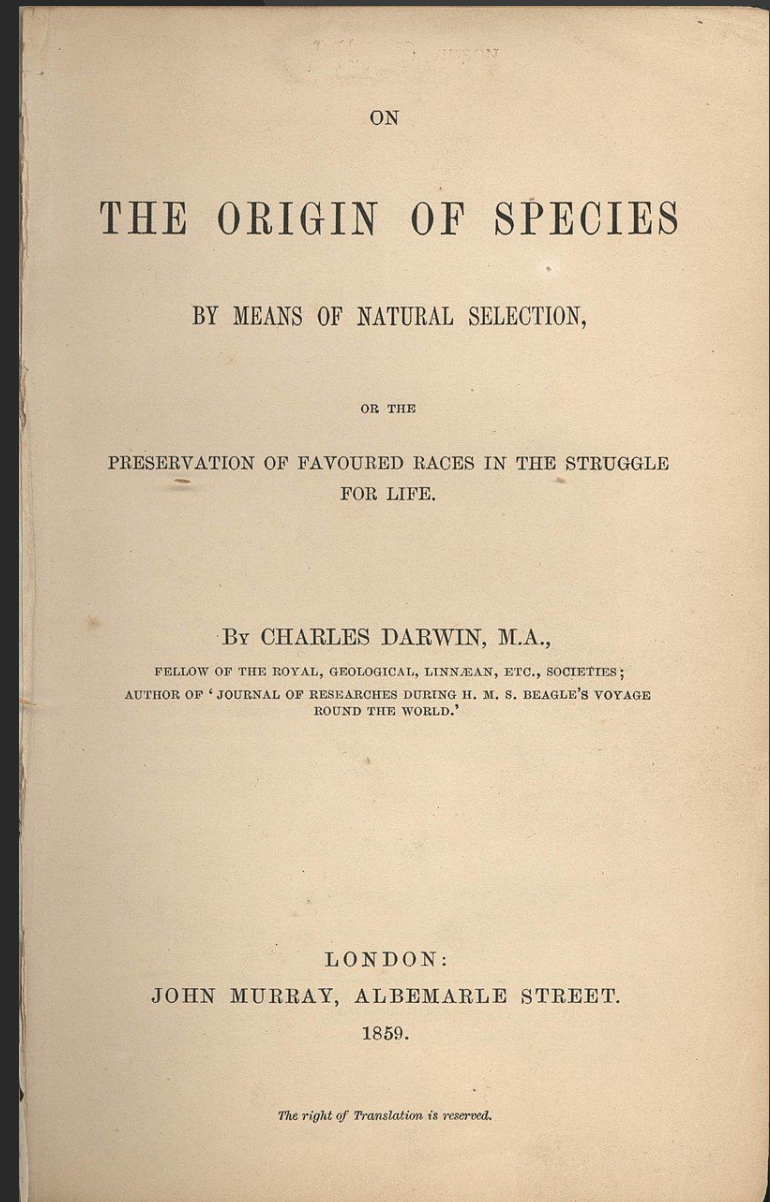 ON
THE ORIGIN OF SPECIES
BY MEANS OF NATURAL SELECTION,
OR THE
PRESERVATION OF FAVOURED RACES IN THE STRUGGLE
FOR LIFE.
By CHARLES DARWIN, M.A.,
FELLOW OF THE ROYAL, GEOLOGICAL, LINNÆAN, ETC., SOCIETIES;
AUTHOR OF ‘JOURNAL OF RESEARCHES DURING H. M. S. BEAGLE’S VOYAGE
ROUND THE WORLD.’
LONDON:
JOHN MURRAY, ALBEMARLE STREET.
1859.
The right of Translation is reserved.